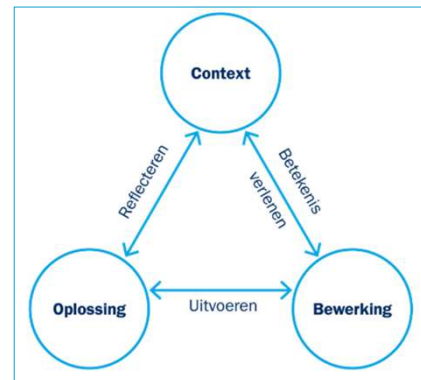 Context
Reflecteren
Betekenis
verlenen
Oplossing
Uitvoeren
Bewerking